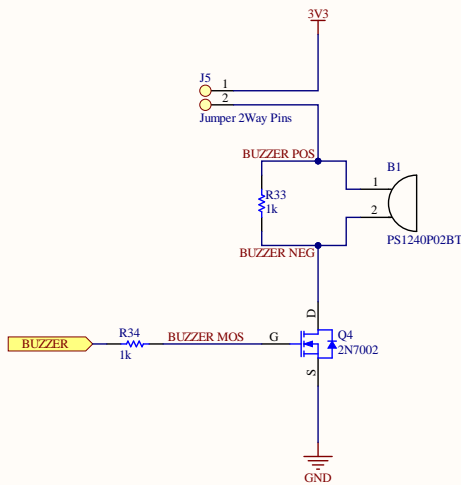 3V3
J5
1
2
Jumper 2Way Pins
BUZZER POS
B1
R33
1k
1
2
PS1240P02BT
BUZZER NEG
D
R34
BUZZER
BUZZER MOS
G
Q4
1k
2N7002
S
GND